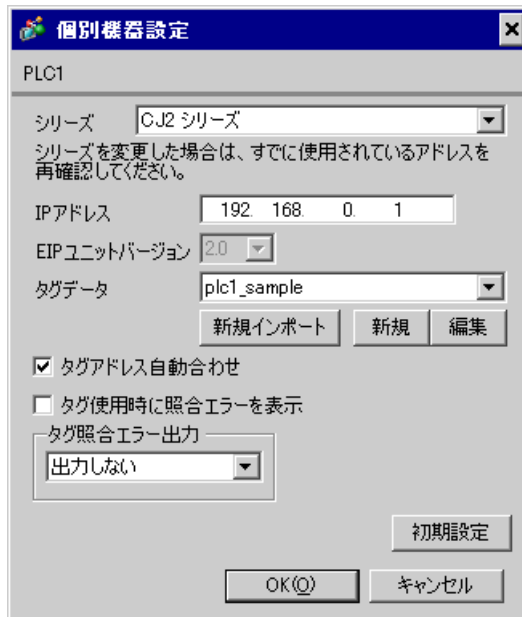 個別機器設定
PLC1
シリーズ CJ2 シリーズ
シリーズを変更した場合は、すでに使用されているアドレスを
再確認してください。
IPアドレス 192. 168. 0. 1
EIPユニットバージョン 2.0
タグデータ plc1_sample
新規インポート 新規 編集
タグアドレス自動合わせ
タグ使用時に照合エラーを表示
タグ照合エラー出力
出力しない
初期設定
OK(O) キャンセル